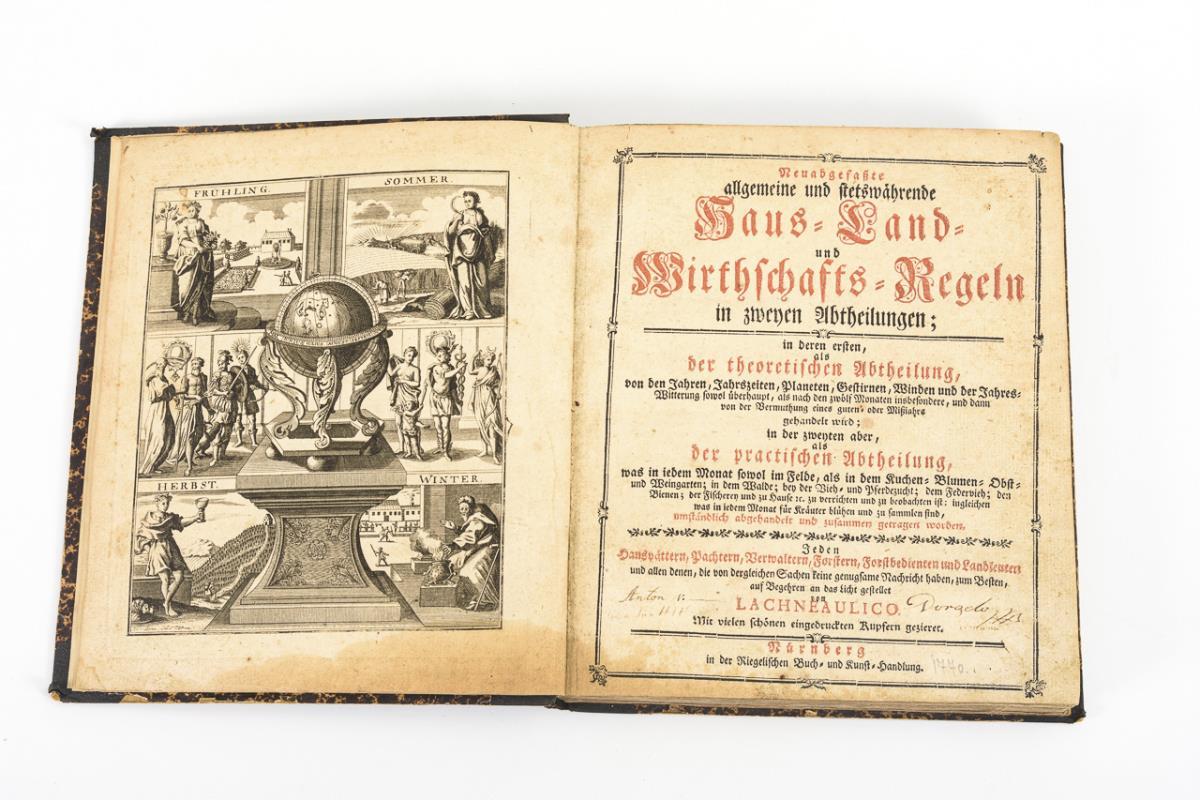 FRÜHLING.
SOMMER.
HERBST.
WINTER.
Neuabgefaßte
allgemeine und stetswährende
Haus- Land-
und
Wirthschafts-Regeln
in zweyen Abtheilungen;
in deren ersten,
als
der theoretischen Abtheilung,
von den Jahren, Jahrszeiten, Planeten, Gestirnen, Winden und der Jahres-
Witterung sowol überhaupt, als nach den zwölf Monaten insbesondere, und dann
von der Vermuthung eines guten- oder Mißjahrs
gehandelt wird;
in der zweyten aber,
als
der practischen Abtheilung,
was in iedem Monat sowol im Felde, als in dem Kuchen- Blumen- Obst-
und Weingarten; in dem Walde; bey der Vieh- und Pferdezucht; dem Federvieh; den
Bienen; der Fischerey und zu Hause ꝛc. zu verrichten und zu beobachten ist: ingleichen
was in iedem Monat für Kräuter blühen und zu sammlen sind,
umständlich abgehandelt und zusammen getragen worden.
Jeden
Hausvättern, Pachtern, Verwaltern, Forstern, Forstbedienten und Landleuten
und allen denen, die von dergleichen Sachen keine genugsame Nachricht haben, zum Besten,
auf Begehren an das Licht gestellet
von
LACHNEAULICO.
Anton
Mit vielen schönen eingedruckten Kupfern gezieret.
Nürnberg
in der Riegelischen Buch- und Kunst-Handlung.
1740.